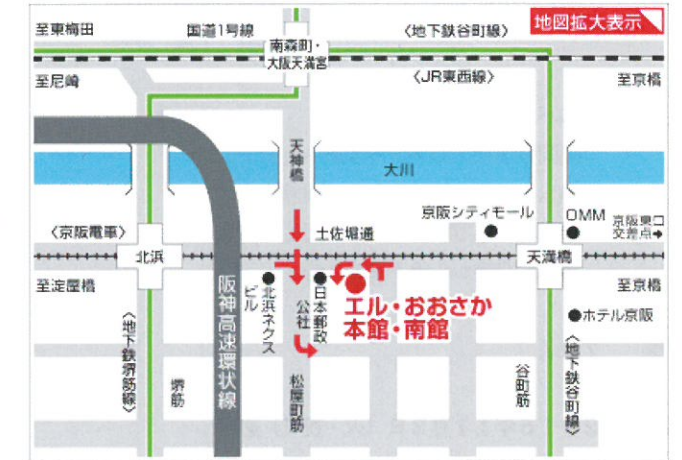 至東梅田
国道1号線
〈地下鉄谷町線〉
地図拡大表示
南森町・
大阪天満宮
至尼崎
〈JR東西線〉
至京橋
天神橋
大川
京阪シティモール
OMM
京阪東口
交差点→
〈京阪電車〉
土佐堀通
北浜
天満橋
至淀屋橋
至京橋
阪神高速環状線
北浜ネクス
ビル
日本郵政
公社
エル・おおさか
本館・南館
ホテル京阪
〈地下鉄堺筋線〉
堺筋
松屋町筋
谷町筋
〈地下鉄谷町線〉